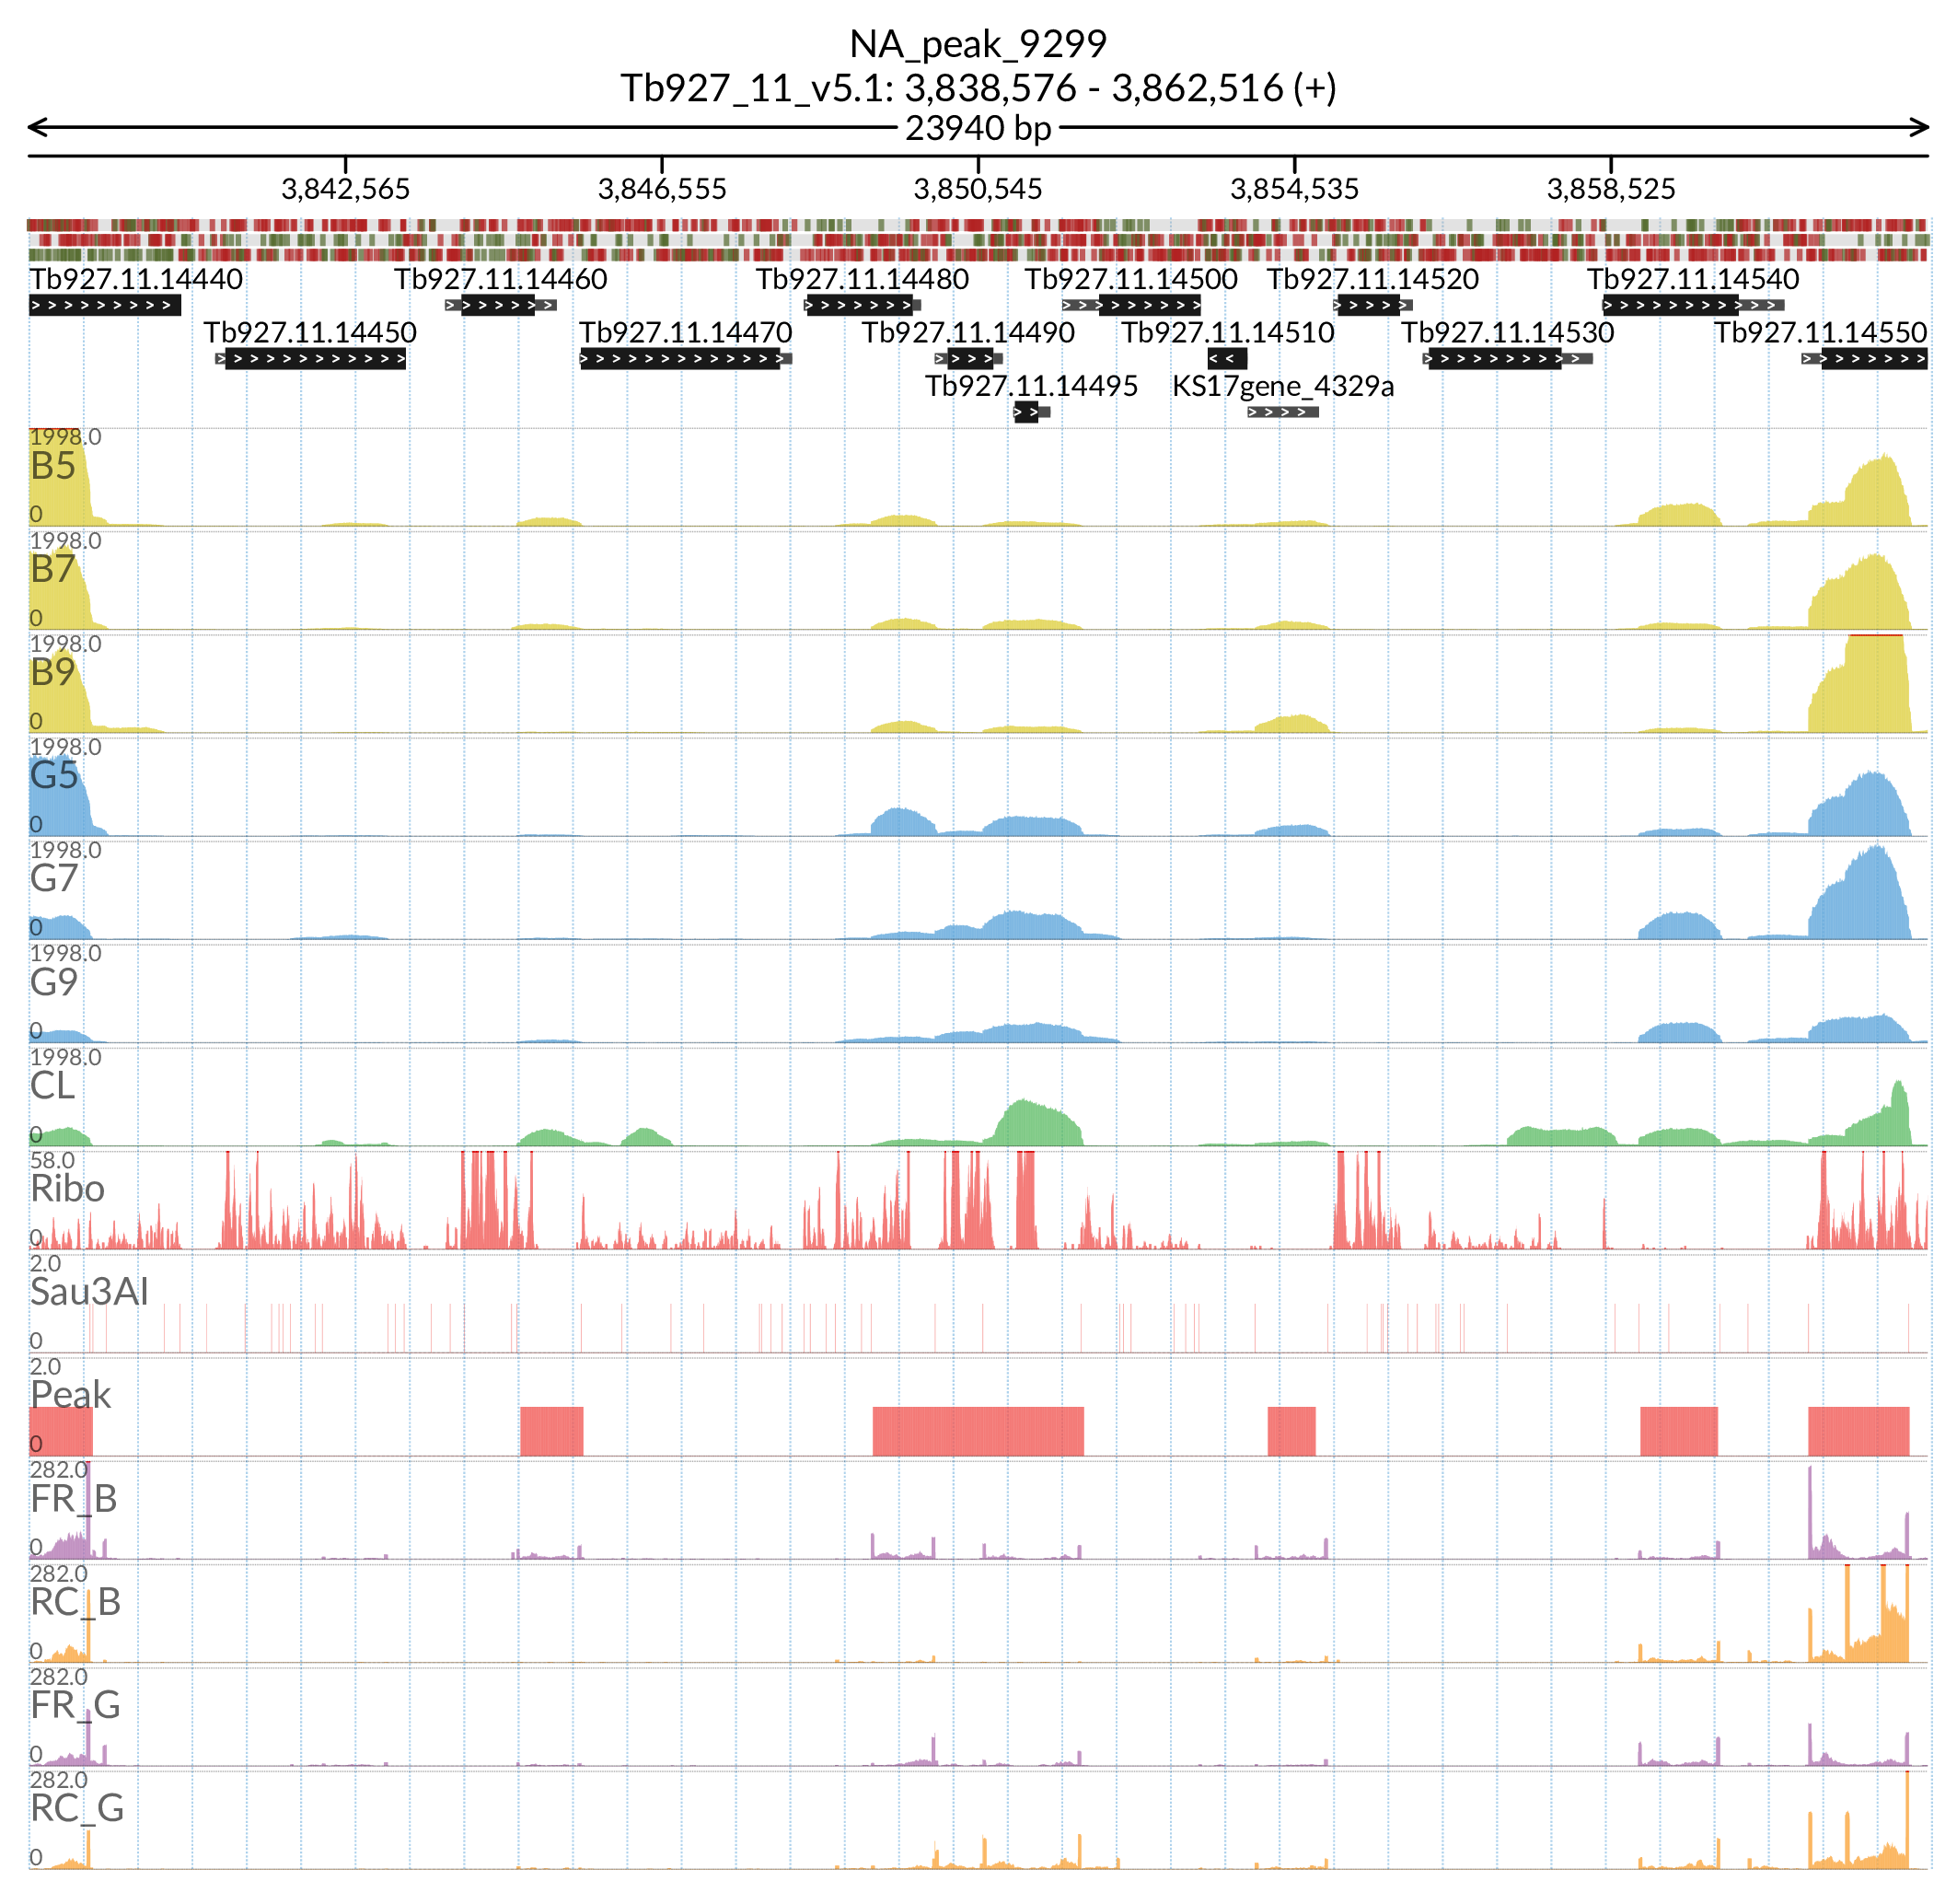 NA_peak_9299
Tb927_11_v5.1: 3,838,576 - 3,862,516 (+)
23940 bp
3,842,565 3,846,555 3,850,545 3,854,535 3,858,525
Tb927.11.14440 Tb927.11.14460 Tb927.11.14480 Tb927.11.14500 Tb927.11.14520 Tb927.11.14540
Tb927.11.14450 Tb927.11.14470 Tb927.11.14490 Tb927.11.14510 Tb927.11.14530 Tb927.11.14550
Tb927.11.14495 KS17gene_4329a
1998.0
B5
0
1998.0
B7
0
1998.0
B9
0
1998.0
G5
0
1998.0
G7
0
1998.0
G9
0
1998.0
CL
0
58.0
Ribo
0
2.0
Sau3AI
0
2.0
Peak
0
282.0
FR_B
0
282.0
RC_B
0
282.0
FR_G
0
282.0
RC_G
0